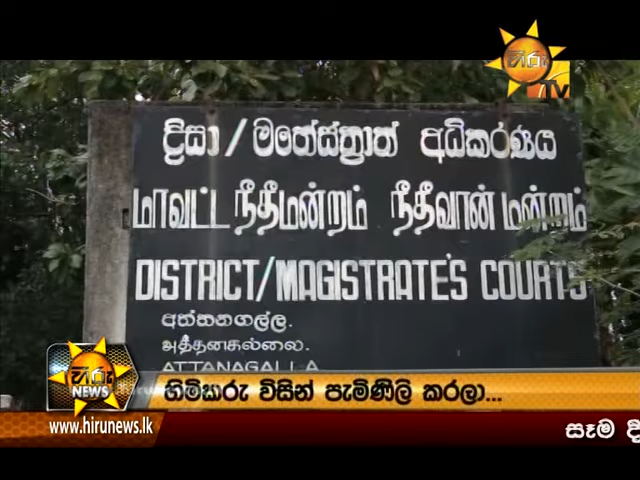 හිරු
TV
දිසා / මහේස්ත්‍රාත් අධිකරණය
மாவட்ட நீதிமன்றம் நீதிவான் மன்றம்
DISTRICT/MAGISTRATE'S COURTS
අත්තනගල්ල.
அத்தனகல்லை.
ATTANAGALLA
හිරු
NEWS
හිමිකරු විසින් පැමිණිලි කරලා...
www.hirunews.lk
සෑම